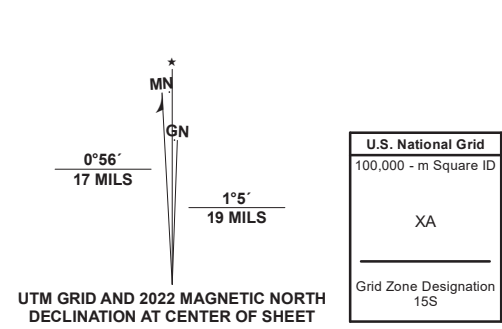 ★
MN
GN
0°56´
17 MILS
1°5´
19 MILS
UTM GRID AND 2022 MAGNETIC NORTH
DECLINATION AT CENTER OF SHEET
U.S. National Grid
100,000 - m Square ID
XA
Grid Zone Designation
15S